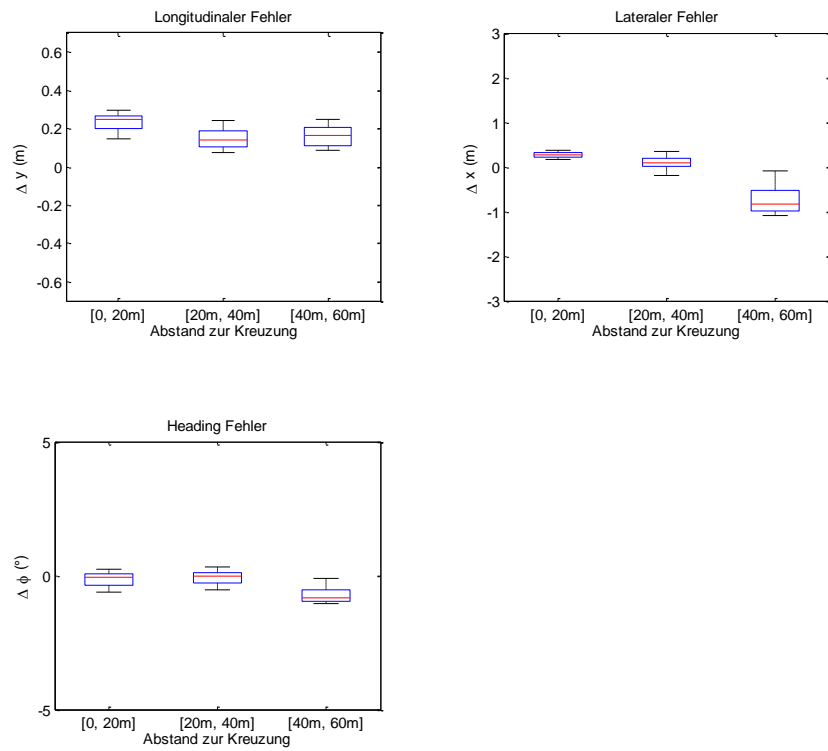 Longitudinaler Fehler
0.6
0.4
0.2
0
-0.2
-0.4
-0.6
Δ y (m)
[0, 20m] [20m, 40m] [40m, 60m]
Abstand zur Kreuzung
Lateraler Fehler
3
2
1
0
-1
-2
-3
Δ x (m)
[0, 20m] [20m, 40m] [40m, 60m]
Abstand zur Kreuzung
Heading Fehler
5
0
-5
Δ ϕ (°)
[0, 20m] [20m, 40m] [40m, 60m]
Abstand zur Kreuzung